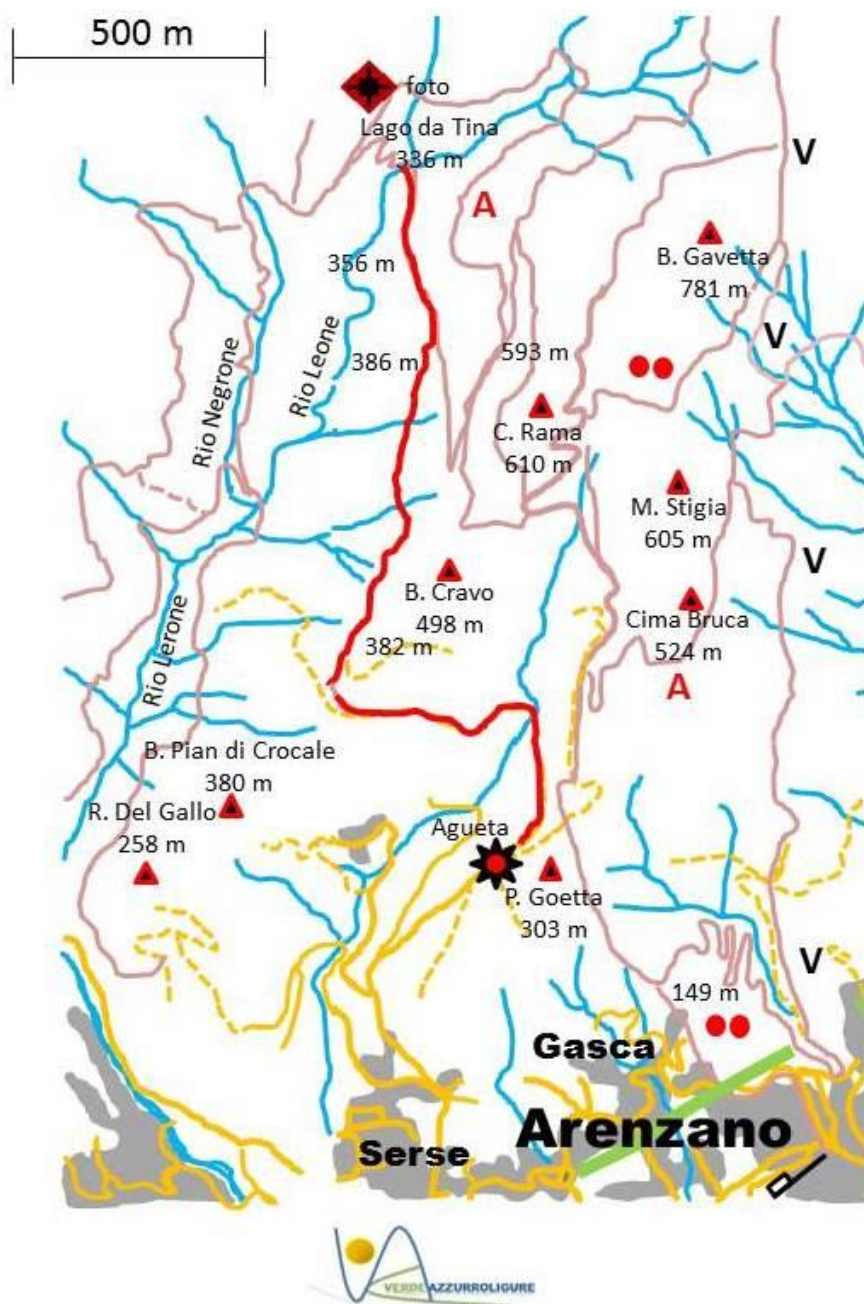 500 m
foto
Lago da Tina
336 m
V
A
B. Gavetta
781 m
356 m
V
Rio Leone
Rio Negrone
593 m
386 m
C. Rama
610 m
M. Stigia
605 m
V
B. Cravo
498 m
Cima Bruca
524 m
382 m
Rio Lerone
A
B. Pian di Crocale
380 m
R. Del Gallo
258 m
Agueta
P. Goetta
303 m
V
149 m
Gasca
Arenzano
Serse
VERDEAZZURROLIGURE